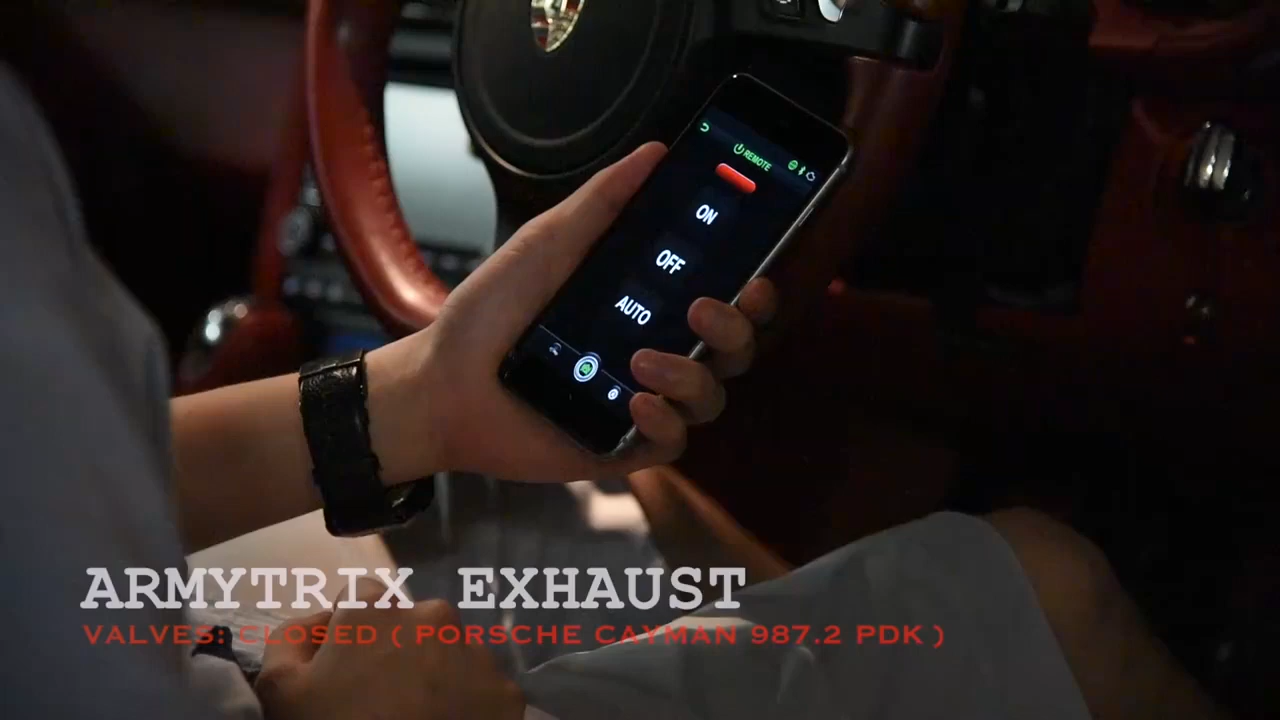 REMOTE
ON
OFF
AUTO
ARMYTRIX EXHAUST
VALVES: CLOSED ( PORSCHE CAYMAN 987.2 PDK )